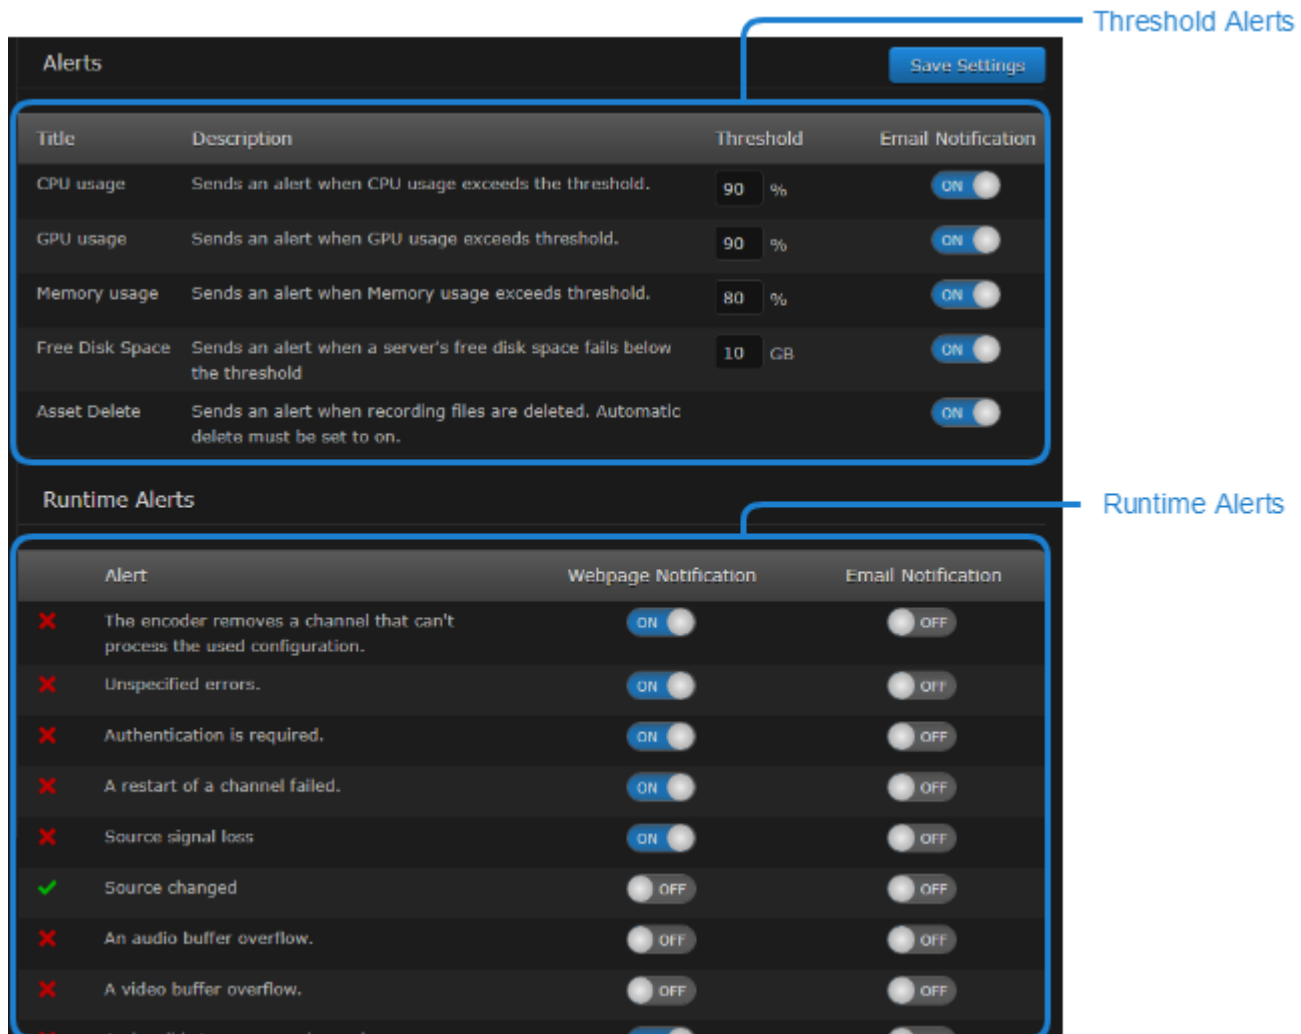 Threshold Alerts
Alerts
Save Settings
Title Description Threshold Email Notification
CPU usage Sends an alert when CPU usage exceeds the threshold. 90 % ON
GPU usage Sends an alert when GPU usage exceeds threshold. 90 % ON
Memory usage Sends an alert when Memory usage exceeds threshold. 80 % ON
Free Disk Space Sends an alert when a server's free disk space fails below 10 GB ON
the threshold
Asset Delete Sends an alert when recording files are deleted. Automatic ON
delete must be set to on.
Runtime Alerts
Runtime Alerts
Alert Webpage Notification Email Notification
The encoder removes a channel that can't ON OFF
process the used configuration.
Unspecified errors. ON OFF
Authentication is required. ON OFF
A restart of a channel failed. ON OFF
Source signal loss ON OFF
Source changed OFF OFF
An audio buffer overflow. OFF OFF
A video buffer overflow. OFF OFF